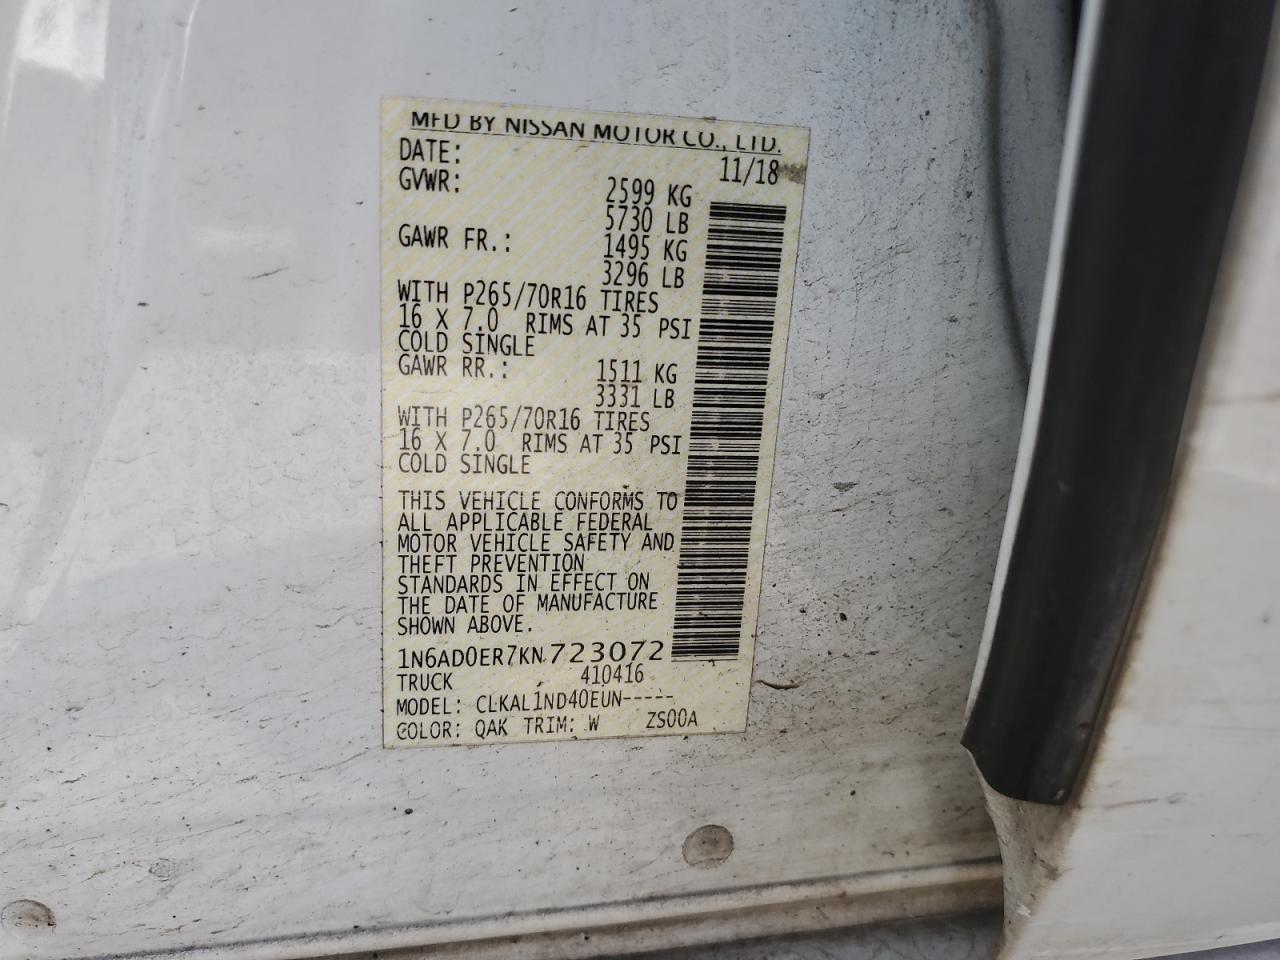 MFD BY NISSAN MOTOR CO., LTD.
DATE: 11/18
GVWR: 2599 KG
5730 LB
GAWR FR.: 1495 KG
3296 LB
WITH P265/70R16 TIRES
16 X 7.0 RIMS AT 35 PSI
COLD SINGLE
GAWR RR.: 1511 KG
3331 LB
WITH P265/70R16 TIRES
16 X 7.0 RIMS AT 35 PSI
COLD SINGLE
THIS VEHICLE CONFORMS TO
ALL APPLICABLE FEDERAL
MOTOR VEHICLE SAFETY AND
THEFT PREVENTION
STANDARDS IN EFFECT ON
THE DATE OF MANUFACTURE
SHOWN ABOVE.
1N6AD0ER7KN723072
TRUCK 410416
MODEL: CLKAL1ND40EUN-----
COLOR: QAK TRIM: W ZS00A